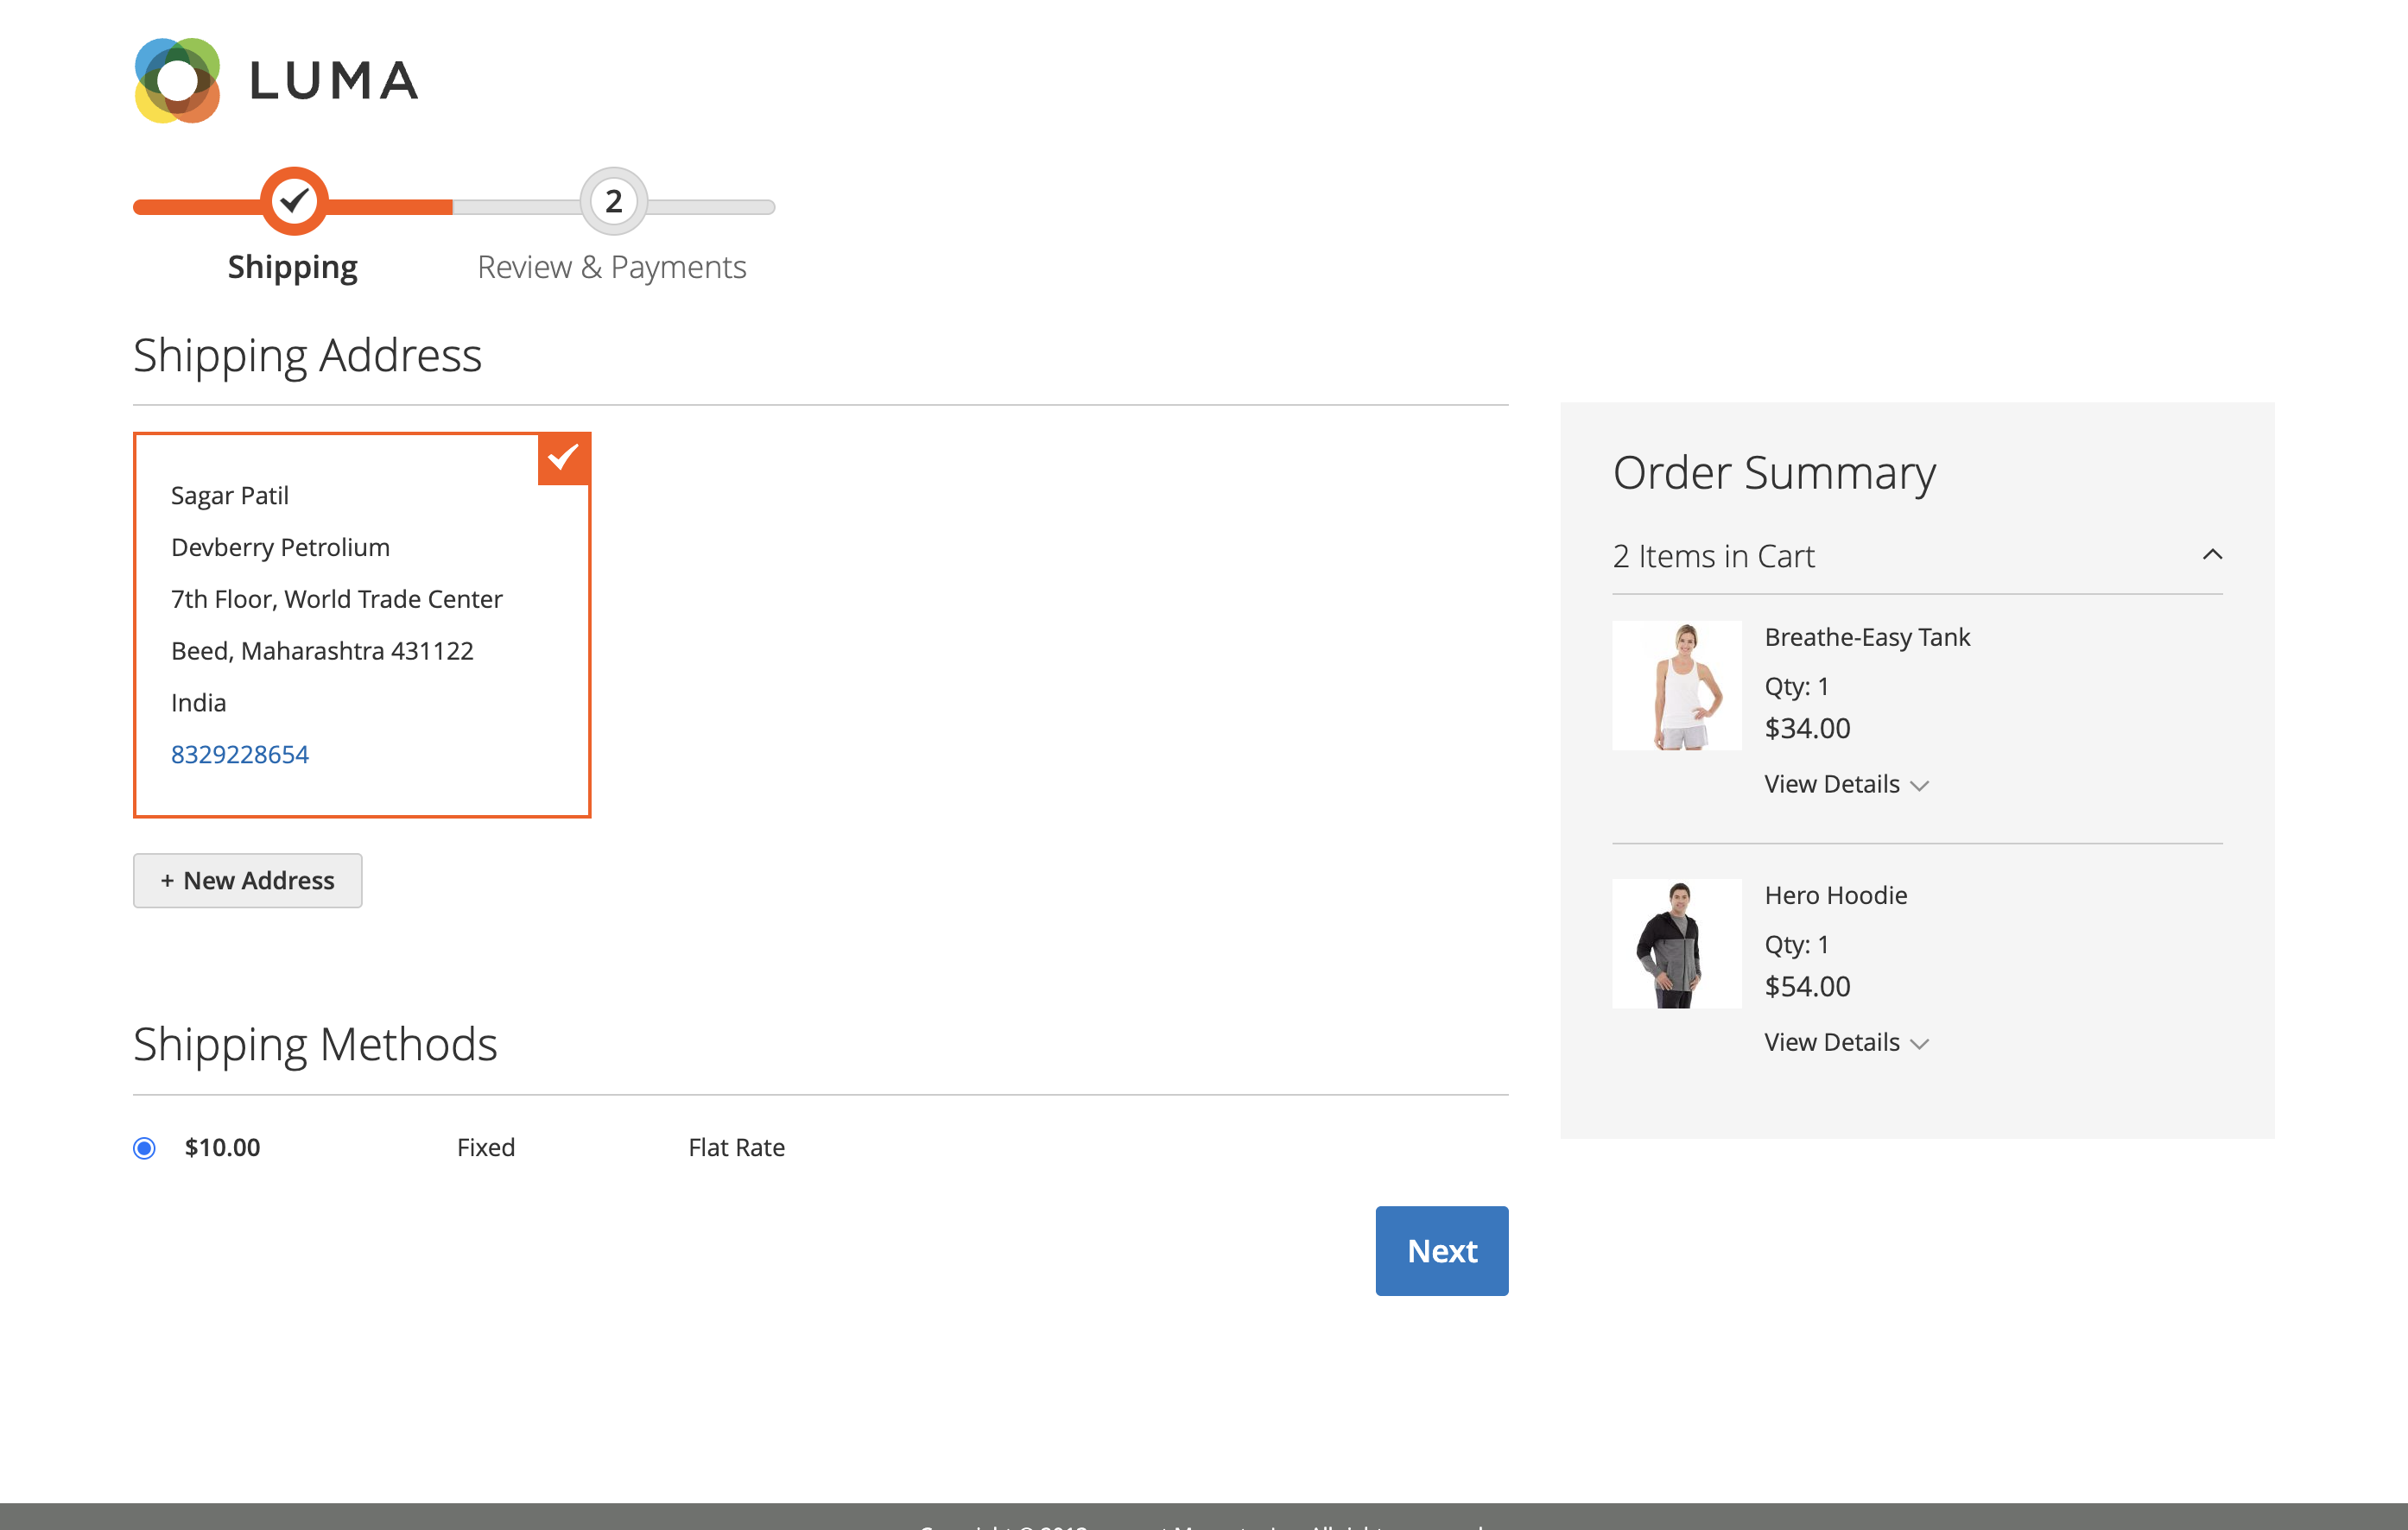 LUMA
2
Shipping
Review & Payments
Shipping Address
Sagar Patil
Devberry Petrolium
7th Floor, World Trade Center
Beed, Maharashtra 431122
India
8329228654
+ New Address
Shipping Methods
$10.00 Fixed Flat Rate
Next
Order Summary
2 Items in Cart
Breathe-Easy Tank
Qty: 1
$34.00
View Details
Hero Hoodie
Qty: 1
$54.00
View Details